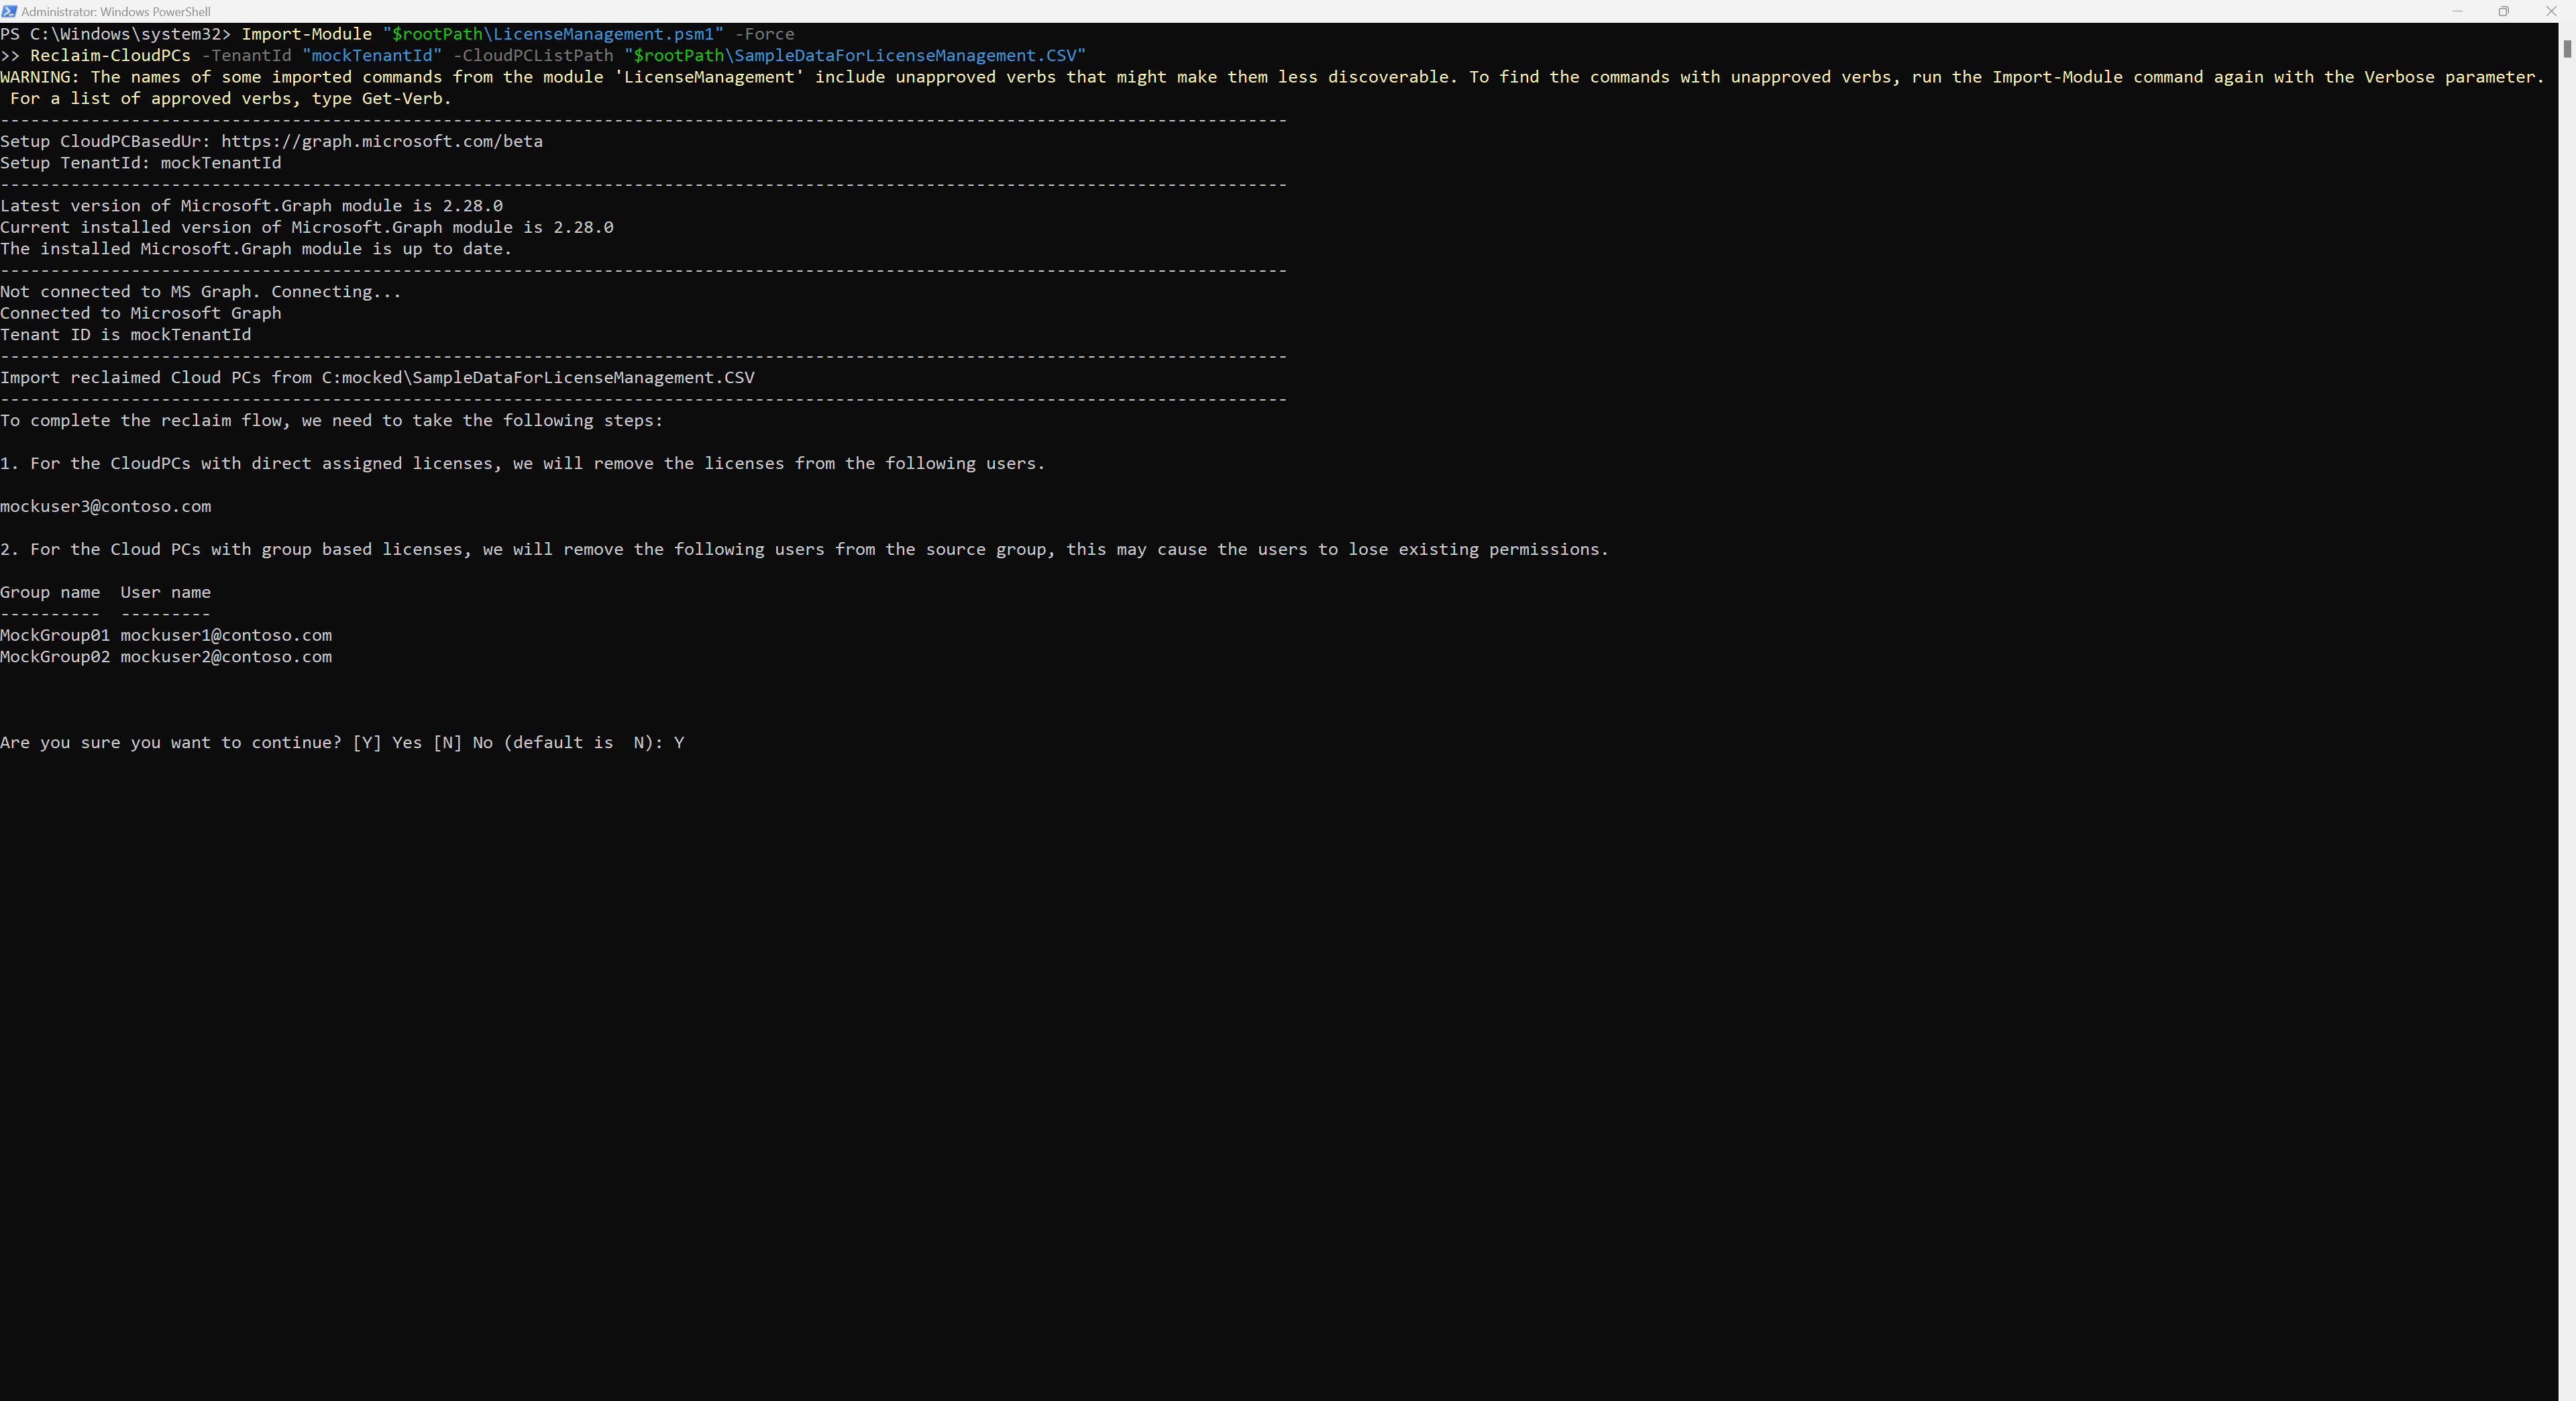 Administrator: Windows PowerShell
PS C:\Windows\system32> Import-Module "$rootPath\LicenseManagement.psm1" -Force
>> Reclaim-CloudPCs -TenantId "mockTenantId" -CloudPCListPath "$rootPath\SampleDataForLicenseManagement.CSV"
WARNING: The names of some imported commands from the module 'LicenseManagement' include unapproved verbs that might make them less discoverable. To find the commands with unapproved verbs, run the Import-Module command again with the Verbose parameter.
For a list of approved verbs, type Get-Verb.
--------------------------------------------------------------------------------------------------------------------------------
Setup CloudPCBasedUr: https://graph.microsoft.com/beta
Setup TenantId: mockTenantId
--------------------------------------------------------------------------------------------------------------------------------
Latest version of Microsoft.Graph module is 2.28.0
Current installed version of Microsoft.Graph module is 2.28.0
The installed Microsoft.Graph module is up to date.
--------------------------------------------------------------------------------------------------------------------------------
Not connected to MS Graph. Connecting...
Connected to Microsoft Graph
Tenant ID is mockTenantId
--------------------------------------------------------------------------------------------------------------------------------
Import reclaimed Cloud PCs from C:mocked\SampleDataForLicenseManagement.CSV
--------------------------------------------------------------------------------------------------------------------------------
To complete the reclaim flow, we need to take the following steps:
1. For the CloudPCs with direct assigned licenses, we will remove the licenses from the following users.
mockuser3@contoso.com
2. For the Cloud PCs with group based licenses, we will remove the following users from the source group, this may cause the users to lose existing permissions.
Group name  User name
----------  ---------
MockGroup01 mockuser1@contoso.com
MockGroup02 mockuser2@contoso.com
Are you sure you want to continue? [Y] Yes [N] No (default is  N): Y